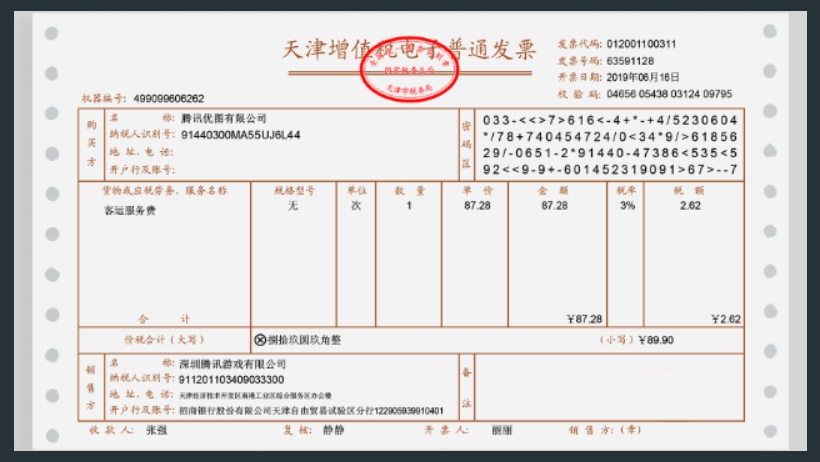 天津增值税电子普通发票
发票代码: 012001100311
发票号码: 63591128
开票日期: 2019年06月16日
校 验 码: 04656 05438 03124 09795
机器编号: 499099606262
购买方
名 称: 腾讯优图有限公司
纳税人识别号: 91440300MA55UJ6L44
地 址、电 话:
开户行及账号:
密码区
033-<<>7>616<-4+*-+4/5230604
*/78+740454724/0<34*9/>61856
29/-0651-2*91440-47386<535<5
92<<9-9+-601452319091>67>--7
货物或应税劳务、服务名称 规格型号 单位 数 量 单 价 金 额 税率 税 额
客运服务费 无 次 1 87.28 87.28 3% 2.62
合 计 ￥87.28 ￥2.62
价税合计(大写) ⊗捌拾玖圆玖角整 (小写)￥89.90
销售方
名 称: 深圳腾讯游戏有限公司
纳税人识别号: 911201103409033300
地 址、电 话: 天津经济技术开发区南港工业区综合服务区办公楼
开户行及账号: 招商银行股份有限公司天津自由贸易试验区分行122905939910401
备注
收 款 人: 张强 复 核: 静静 开 票 人: 丽丽 销 售 方:(章)